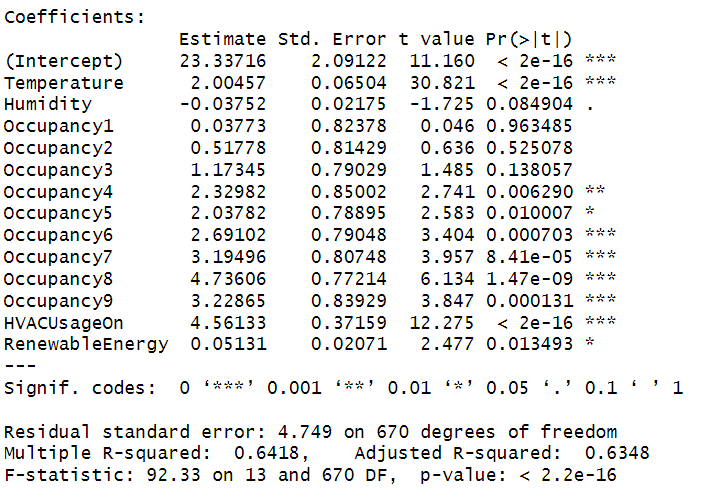 Coefficients:
Estimate Std. Error t value Pr(>|t|)
(Intercept) 23.33716 2.09122 11.160 < 2e-16 ***
Temperature 2.00457 0.06504 30.821 < 2e-16 ***
Humidity -0.03752 0.02175 -1.725 0.084904 .
Occupancy1 0.03773 0.82378 0.046 0.963485
Occupancy2 0.51778 0.81429 0.636 0.525078
Occupancy3 1.17345 0.79029 1.485 0.138057
Occupancy4 2.32982 0.85002 2.741 0.006290 **
Occupancy5 2.03782 0.78895 2.583 0.010007 *
Occupancy6 2.69102 0.79048 3.404 0.000703 ***
Occupancy7 3.19496 0.80748 3.957 8.41e-05 ***
Occupancy8 4.73606 0.77214 6.134 1.47e-09 ***
Occupancy9 3.22865 0.83929 3.847 0.000131 ***
HVACUsageOn 4.56133 0.37159 12.275 < 2e-16 ***
RenewableEnergy 0.05131 0.02071 2.477 0.013493 *
---
Signif. codes: 0 ‘***’ 0.001 ‘**’ 0.01 ‘*’ 0.05 ‘.’ 0.1 ‘ ’ 1
Residual standard error: 4.749 on 670 degrees of freedom
Multiple R-squared: 0.6418, Adjusted R-squared: 0.6348
F-statistic: 92.33 on 13 and 670 DF, p-value: < 2.2e-16